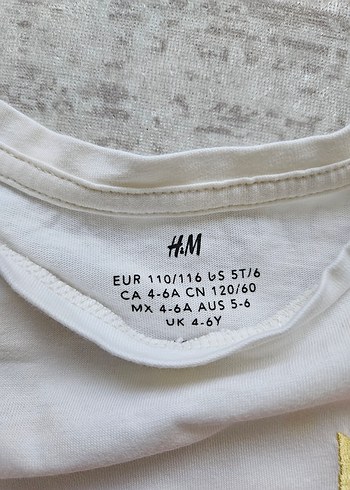 H&M
EUR 110/116 US 5T/6
CA 4-6A CN 120/60
MX 4-6A AUS 5-6
UK 4-6Y